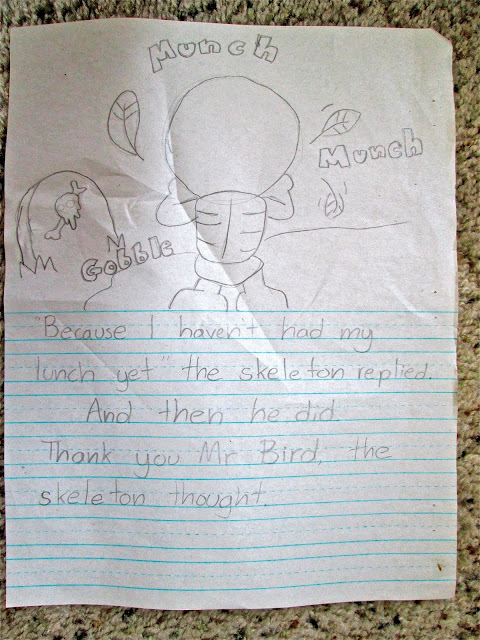 Munch
Munch
Gobble
"Because I haven't had my
lunch yet" the skeleton replied.
And then he did.
Thank you Mr Bird, the
skeleton thought.